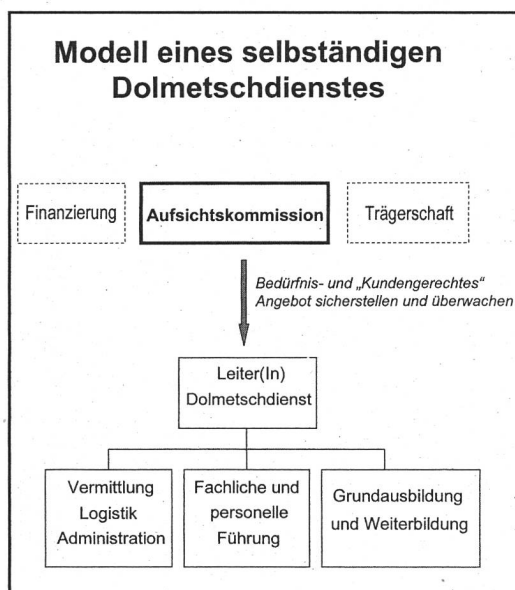 Modell eines selbständigen
Dolmetschdienstes
Finanzierung
Aufsichtskommission
Trägerschaft
Bedürfnis- und „Kundengerechtes"
Angebot sicherstellen und überwachen
Leiter(In)
Dolmetschdienst
Vermittlung
Logistik
Administration
Fachliche und
personelle
Führung
Grundausbildung
und Weiterbildung